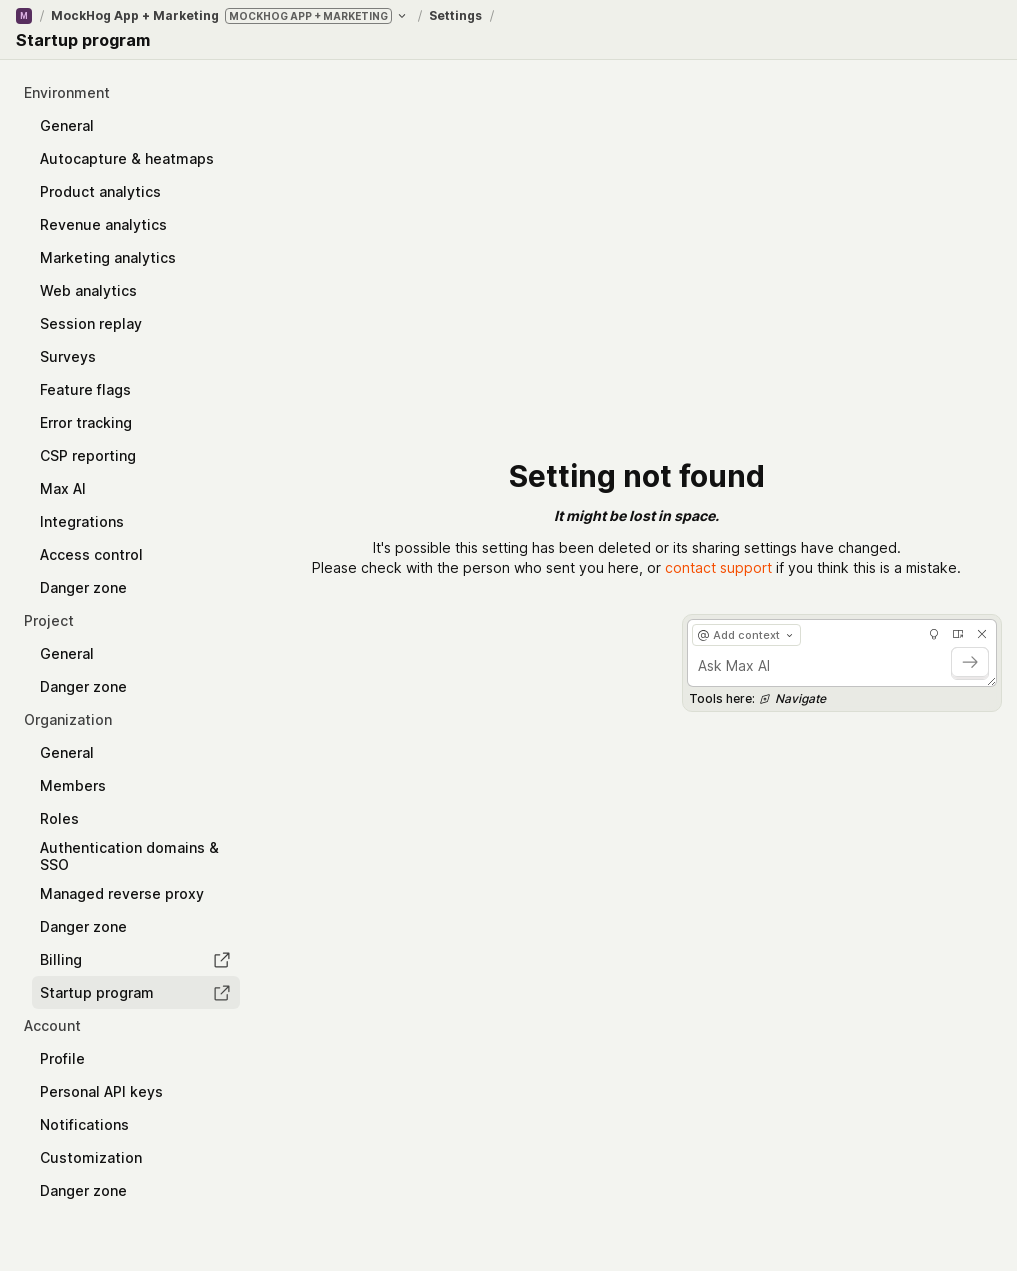 M / MockHog App + Marketing MOCKHOG APP + MARKETING / Settings /
Startup program
Environment
General
Autocapture & heatmaps
Product analytics
Revenue analytics
Marketing analytics
Web analytics
Session replay
Surveys
Feature flags
Error tracking
CSP reporting
Max AI
Integrations
Access control
Danger zone
Project
General
Danger zone
Organization
General
Members
Roles
Authentication domains &
SSO
Managed reverse proxy
Danger zone
Billing
Startup program
Account
Profile
Personal API keys
Notifications
Customization
Danger zone
Setting not found
It might be lost in space.
It's possible this setting has been deleted or its sharing settings have changed.
Please check with the person who sent you here, or contact support if you think this is a mistake.
@ Add context
Ask Max AI
Tools here: Navigate